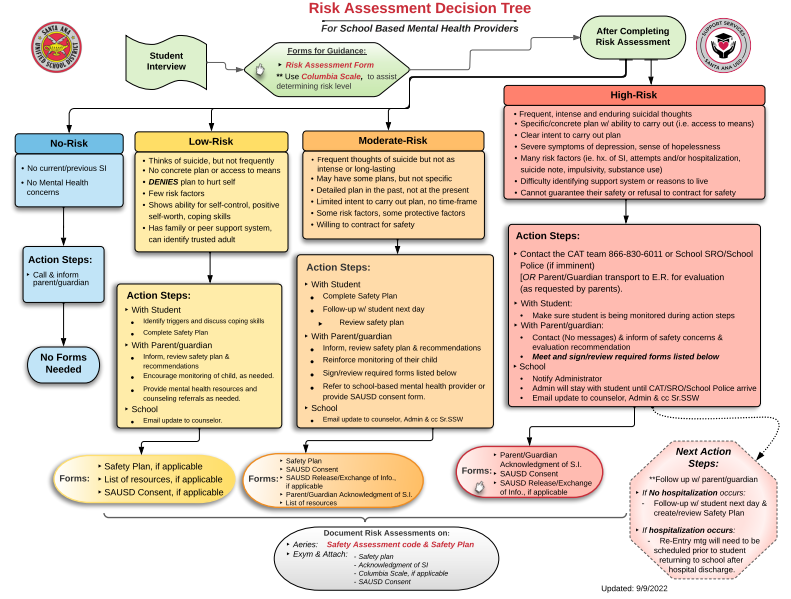 Risk Assessment Decision Tree
For School Based Mental Health Providers
SANTA ANA
UNIFIED SCHOOL DISTRICT
Student
Interview
Forms for Guidance:
‣ Risk Assessment Form
** Use Columbia Scale, to assist
determining risk level
After Completing
Risk Assessment
SUPPORT SERVICES
SANTA ANA USD
No-Risk
• No current/previous SI
• No Mental Health
concerns
Action Steps:
‣ Call & inform
parent/guardian
No Forms
Needed
Low-Risk
• Thinks of suicide, but not frequently
• No concrete plan or access to means
• DENIES plan to hurt self
• Few risk factors
• Shows ability for self-control, positive
self-worth, coping skills
• Has family or peer support system,
can identify trusted adult
Action Steps:
‣ With Student
• Identify triggers and discuss coping skills
• Complete Safety Plan
‣ With Parent/guardian
• Inform, review safety plan &
recommendations
• Encourage monitoring of child, as needed.
• Provide mental health resources and
counseling referrals as needed.
‣ School
• Email update to counselor.
Forms:
‣ Safety Plan, if applicable
‣ List of resources, if applicable
‣ SAUSD Consent, if applicable
Moderate-Risk
• Frequent thoughts of suicide but not as
intense or long-lasting
• May have some plans, but not specific
• Detailed plan in the past, not at the present
• Limited intent to carry out plan, no time-frame
• Some risk factors, some protective factors
• Willing to contract for safety
Action Steps:
‣ With Student
• Complete Safety Plan
• Follow-up w/ student next day
‣ Review safety plan
‣ With Parent/guardian
• Inform, review safety plan & recommendations
• Reinforce monitoring of their child
• Sign/review required forms listed below
• Refer to school-based mental health provider or
provide SAUSD consent form.
‣ School
• Email update to counselor, Admin & cc Sr.SSW
Forms:
‣ Safety Plan
‣ SAUSD Consent
‣ SAUSD Release/Exchange of Info.,
if applicable
‣ Parent/Guardian Acknowledgment of S.I.
‣ List of resources
High-Risk
• Frequent, intense and enduring suicidal thoughts
• Specific/concrete plan w/ ability to carry out (i.e. access to means)
• Clear intent to carry out plan
• Severe symptoms of depression, sense of hopelessness
• Many risk factors (ie. hx. of SI, attempts and/or hospitalization,
suicide note, impulsivity, substance use)
• Difficulty identifying support system or reasons to live
• Cannot guarantee their safety or refusal to contract for safety
Action Steps:
‣ Contact the CAT team 866-830-6011 or School SRO/School
Police (if imminent)
[OR Parent/Guardian transport to E.R. for evaluation
(as requested by parents).
‣ With Student:
• Make sure student is being monitored during action steps
‣ With Parent/guardian:
• Contact (No messages) & inform of safety concerns &
evaluation recommendation
• Meet and sign/review required forms listed below
‣ School
• Notify Administrator
• Admin will stay with student until CAT/SRO/School Police arrive
• Email update to counselor, Admin & cc Sr.SSW
Forms:
‣ Parent/Guardian
Acknowledgment of S.I.
‣ SAUSD Consent
‣ SAUSD Release/Exchange
of Info., if applicable
Next Action
Steps:
**Follow up w/ parent/guardian
‣ If No hospitalization occurs:
- Follow-up w/ student next day &
create/review Safety Plan
‣ If hospitalization occurs:
- Re-Entry mtg will need to be
scheduled prior to student
returning to school after
hospital discharge.
Document Risk Assessments on:
‣ Aeries: Safety Assessment code & Safety Plan
‣ Exym & Attach: - Safety plan
- Acknowledgment of SI
- Columbia Scale, if applicable
- SAUSD Consent
Updated: 9/9/2022